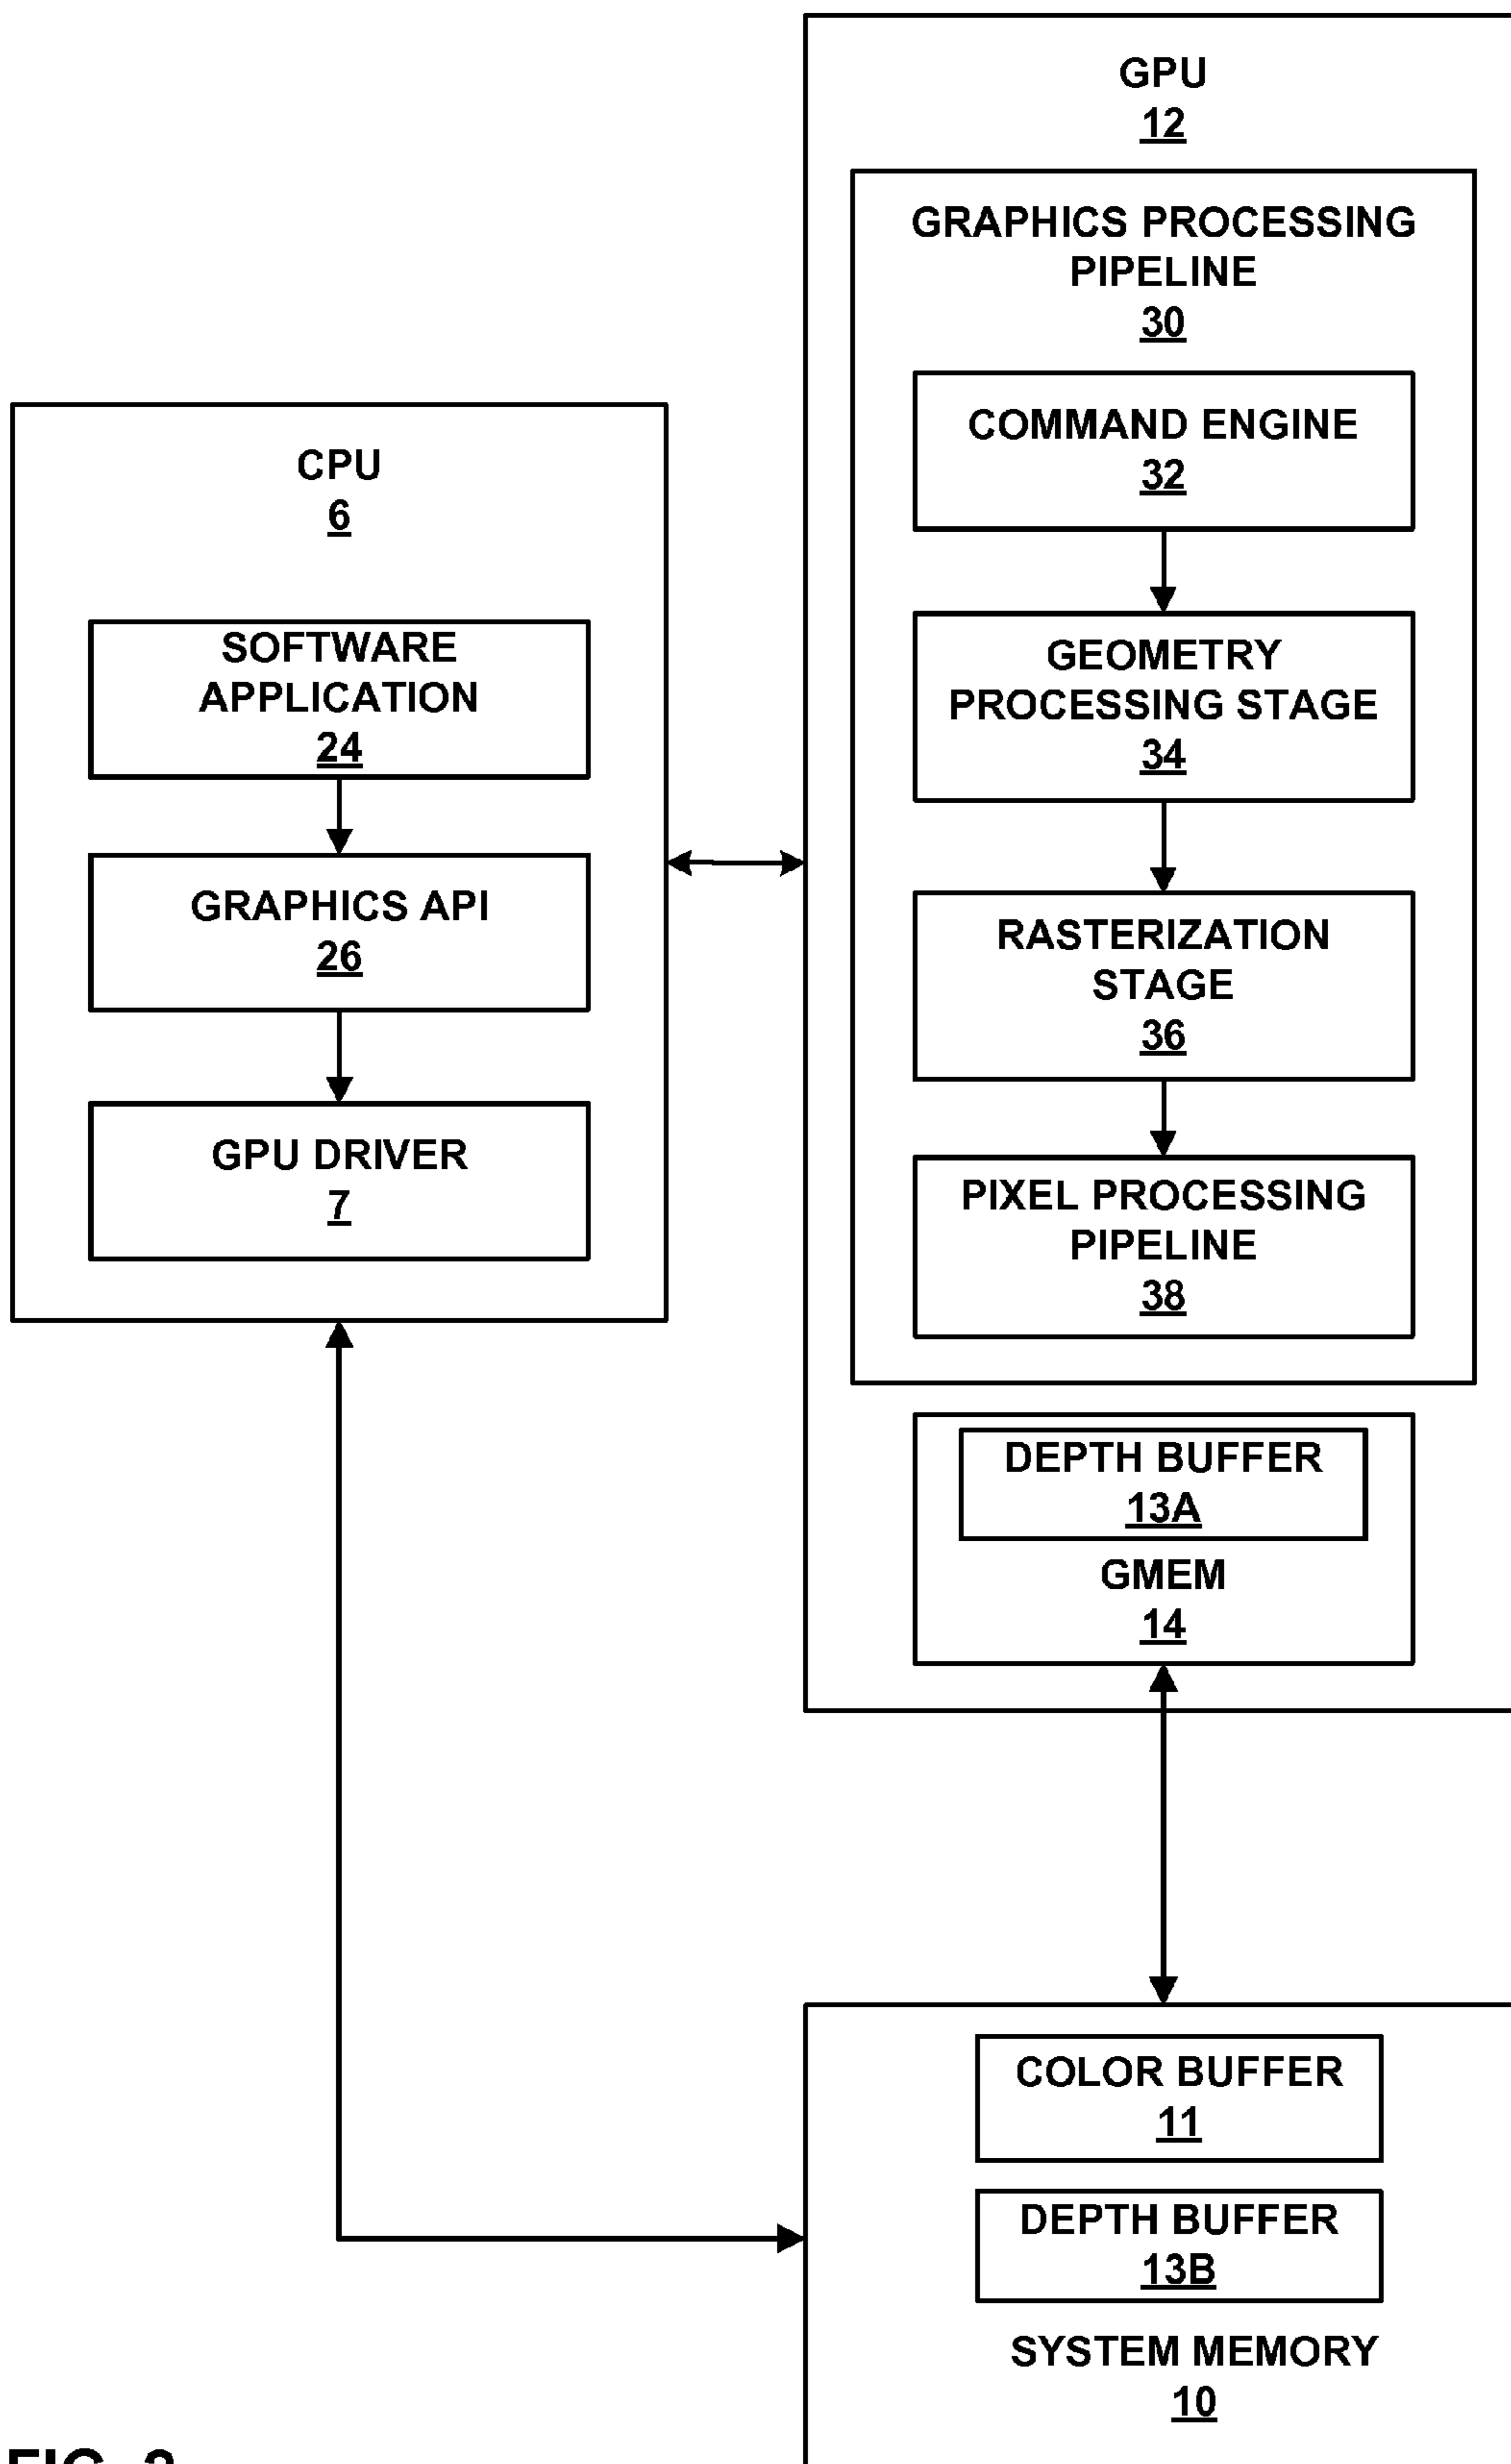 GPU
12
GRAPHICS PROCESSING
PIPELINE
30
COMMAND ENGINE
32
GEOMETRY
PROCESSING STAGE
34
RASTERIZATION
STAGE
36
PIXEL PROCESSING
PIPELINE
38
DEPTH BUFFER
13A
GMEM
14
CPU
6
SOFTWARE
APPLICATION
24
GRAPHICS API
26
GPU DRIVER
7
COLOR BUFFER
11
DEPTH BUFFER
13B
SYSTEM MEMORY
10
FIG.